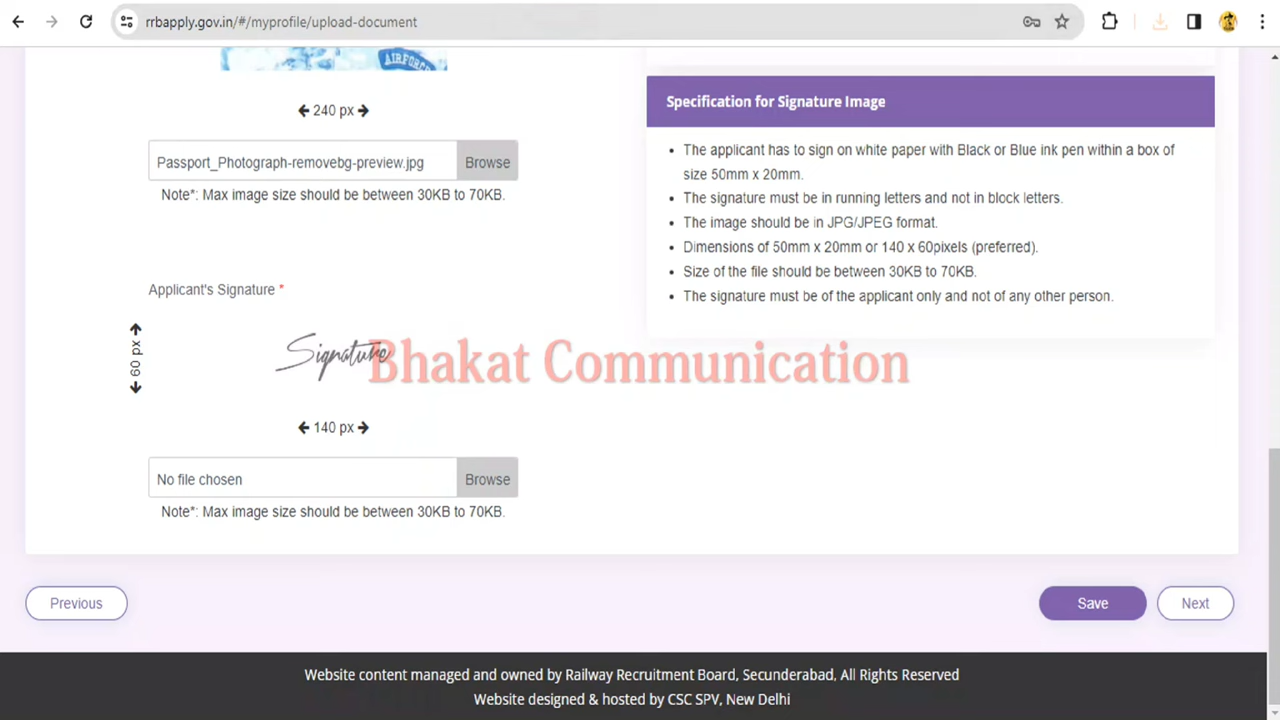 rrbapply.gov.in/#/myprofile/upload-document
AIRFORCE
240 px
Passport_Photograph-removebg-preview.jpg Browse
Note*: Max image size should be between 30KB to 70KB.
Applicant's Signature *
60 px
Signature
140 px
No file chosen Browse
Note*: Max image size should be between 30KB to 70KB.
Specification for Signature Image
• The applicant has to sign on white paper with Black or Blue ink pen within a box of
size 50mm x 20mm.
• The signature must be in running letters and not in block letters.
• The image should be in JPG/JPEG format.
• Dimensions of 50mm x 20mm or 140 x 60pixels (preferred).
• Size of the file should be between 30KB to 70KB.
• The signature must be of the applicant only and not of any other person.
Bhakat Communication
Previous
Save
Next
Website content managed and owned by Railway Recruitment Board, Secunderabad, All Rights Reserved
Website designed & hosted by CSC SPV, New Delhi